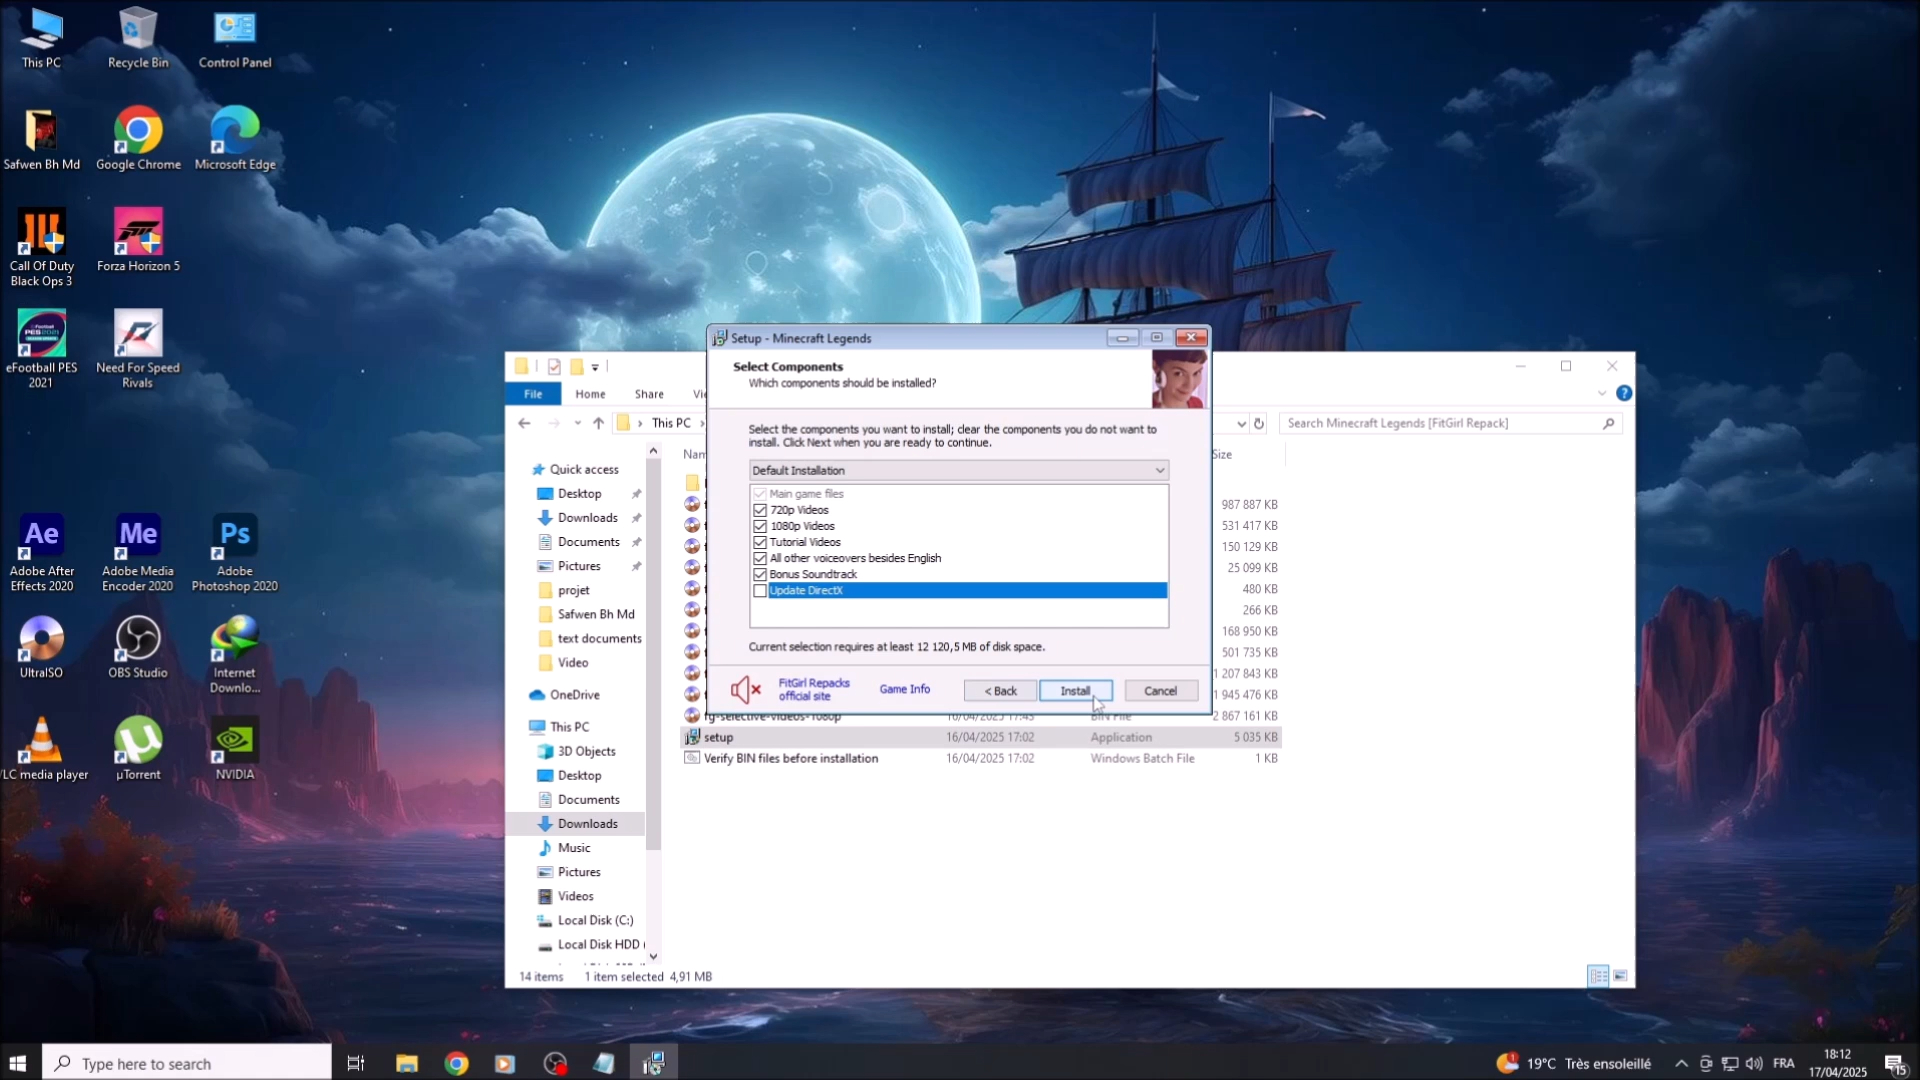 This PC
Recycle Bin
Control Panel
Safwen Bh Md
Google Chrome
Microsoft Edge
Call Of Duty
Black Ops 3
Forza Horizon 5
eFootball PES
2021
Need For Speed
Rivals
Ae
Me
Ps
Adobe After
Effects 2020
Adobe Media
Encoder 2020
Adobe
Photoshop 2020
UltraISO
OBS Studio
Internet
Downlo...
VLC media player
µTorrent
NVIDIA
File
Home
Share
This PC
Search Minecraft Legends [FitGirl Repack]
Size
Quick access
Desktop
Downloads
Documents
Pictures
projet
Safwen Bh Md
text documents
Video
OneDrive
This PC
3D Objects
Desktop
Documents
Downloads
Music
Pictures
Videos
Local Disk (C:)
Local Disk HDD (
987 887 KB
531 417 KB
150 129 KB
25 099 KB
480 KB
266 KB
168 950 KB
501 735 KB
1 207 843 KB
1 945 476 KB
fg-selective-videos-1080p 16/04/2025 17:43 BIN File 2 867 161 KB
setup 16/04/2025 17:02 Application 5 035 KB
Verify BIN files before installation 16/04/2025 17:02 Windows Batch File 1 KB
14 items 1 item selected 4,91 MB
Setup - Minecraft Legends
Select Components
Which components should be installed?
Select the components you want to install; clear the components you do not want to
install. Click Next when you are ready to continue.
Default Installation
Main game files
720p Videos
1080p Videos
Tutorial Videos
All other voiceovers besides English
Bonus Soundtrack
Update DirectX
Current selection requires at least 12 120,5 MB of disk space.
FitGirl Repacks
official site
Game Info
< Back
Install
Cancel
Type here to search
19°C Très ensoleillé
FRA
18:12
17/04/2025
15